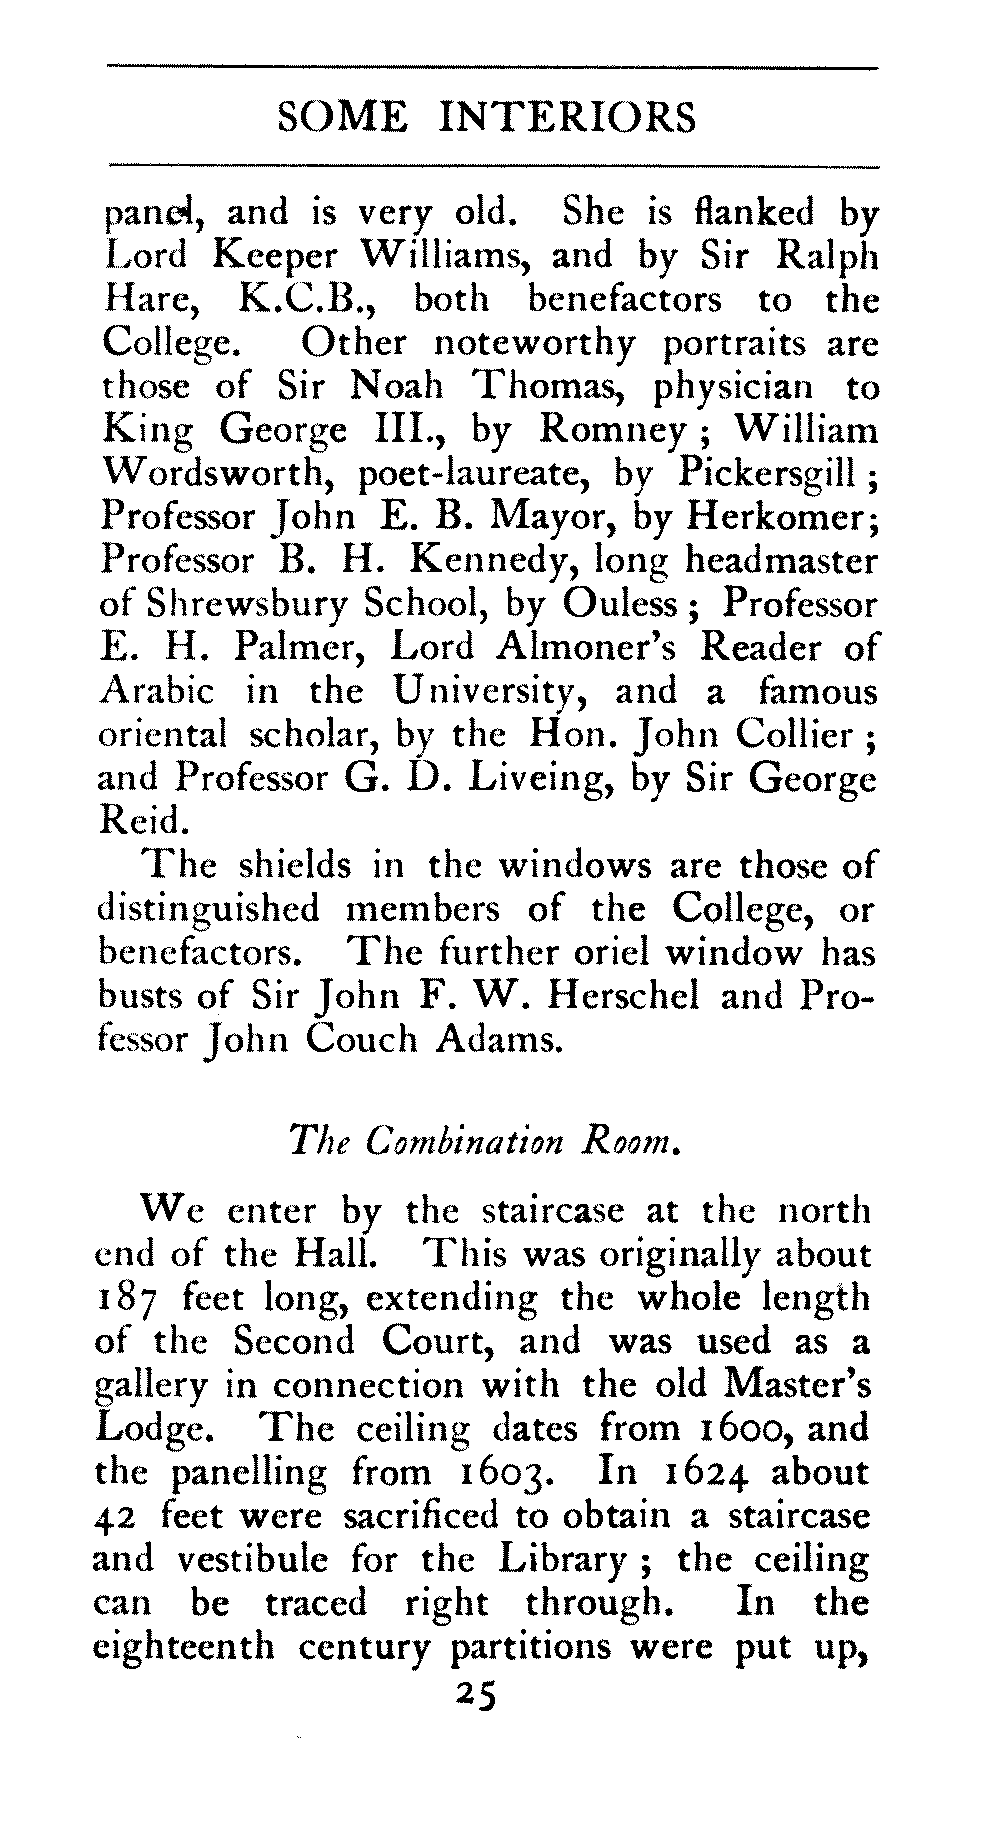 SOME INTERIORS
panel, and is very old. She is flanked by
Lord Keeper Williams, and by Sir Ralph
Hare, K.C.B., both benefactors to the
College. Other noteworthy portraits are
those of Sir Noah Thomas, physician to
King George III., by Romney ; William
Wordsworth, poet-laureate, by Pickersgill ;
Professor John E. B. Mayor, by Herkomer;
Professor B. H. Kennedy, long headmaster
of Shrewsbury School, by Ouless ; Professor
E. H. Palmer, Lord Almoner's Reader of
Arabic in the University, and a famous
oriental scholar, by the Hon. John Collier ;
and Professor G. D. Liveing, by Sir George
Reid.
The shields in the windows are those of
distinguished members of the College, or
benefactors. The further oriel window has
busts of Sir John F. W. Herschel and Pro-
fessor John Couch Adams.
The Combination Room.
We enter by the staircase at the north
end of the Hall. This was originally about
187 feet long, extending the whole length
of the Second Court, and was used as a
gallery in connection with the old Master's
Lodge. The ceiling dates from 1600, and
the panelling from 1603. In 1624 about
42 feet were sacrificed to obtain a staircase
and vestibule for the Library ; the ceiling
can be traced right through. In the
eighteenth century partitions were put up,
25